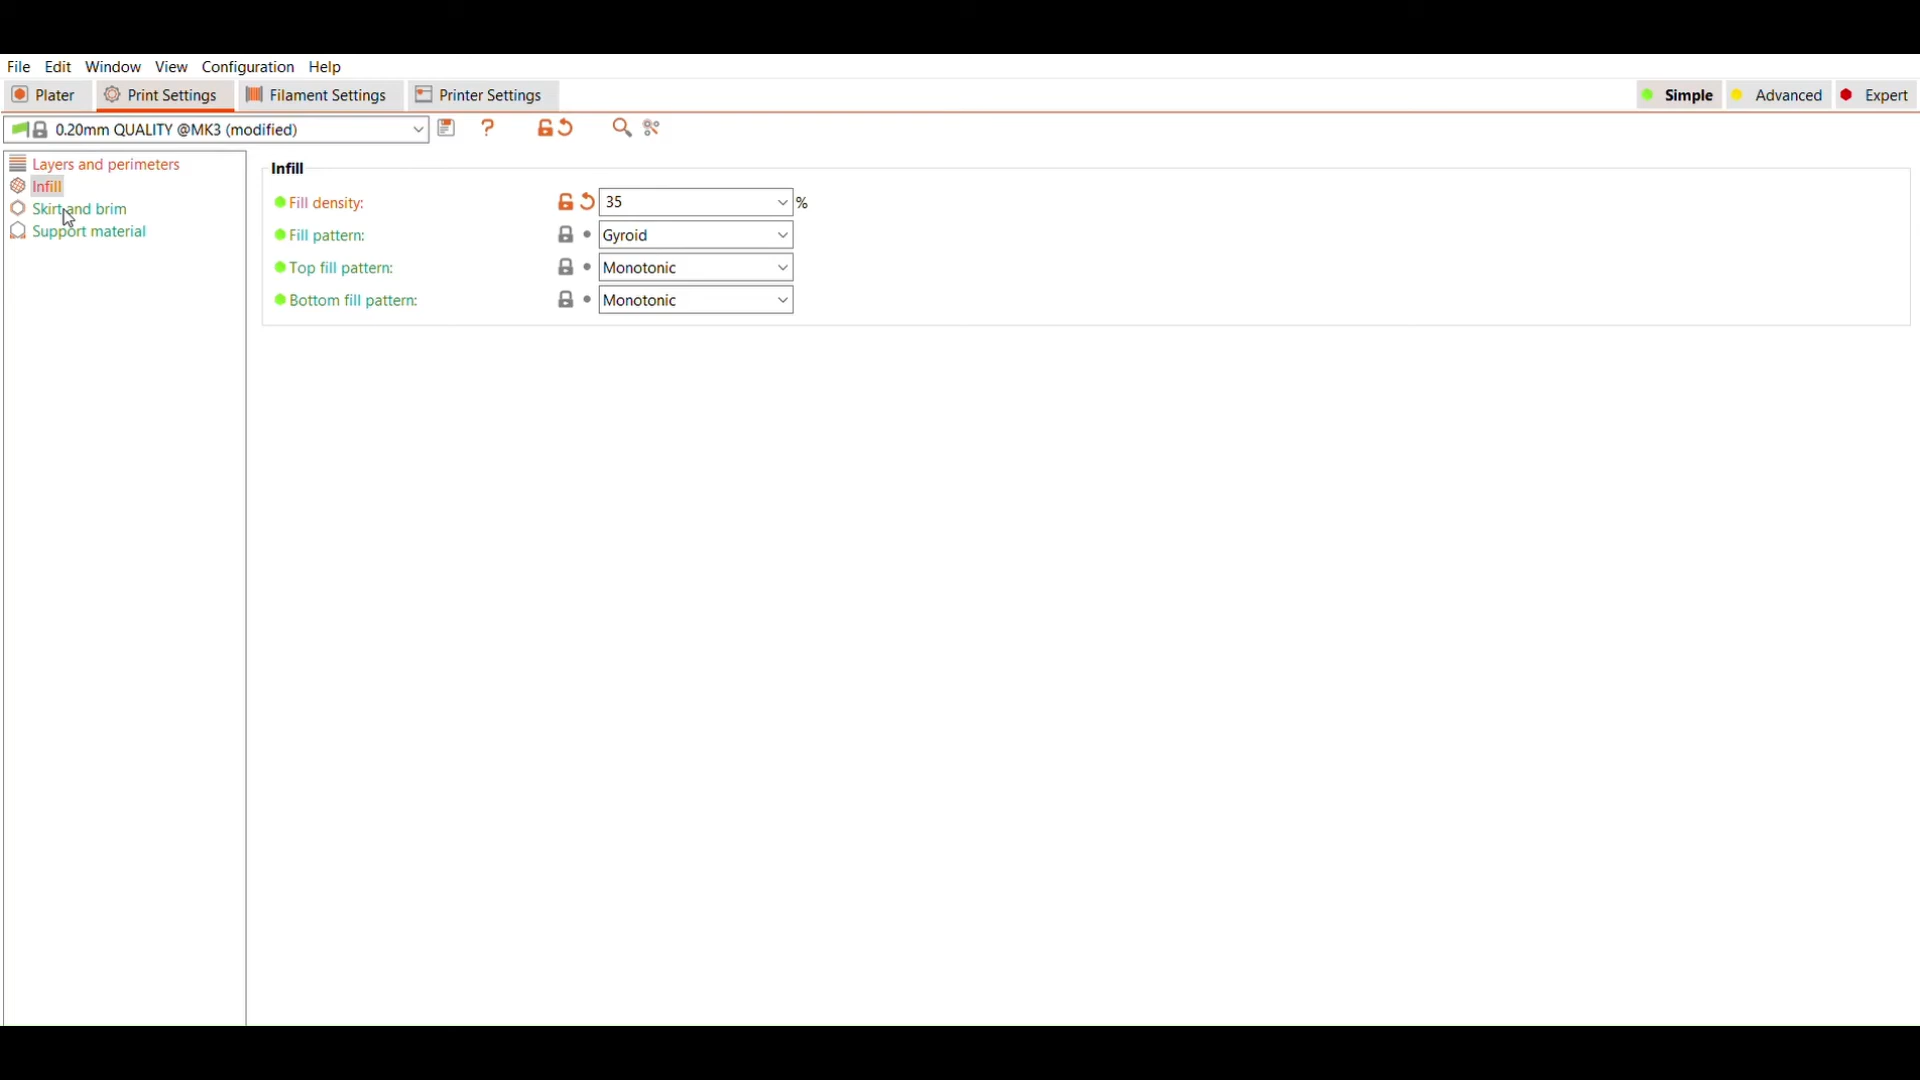 File Edit Window View Configuration Help
Plater Print Settings Filament Settings Printer Settings Simple Advanced Expert
0.20mm QUALITY @MK3 (modified) ?
Layers and perimeters
Infill
Skirt and brim
Support material
Infill
Fill density: 35 %
Fill pattern: Gyroid
Top fill pattern: Monotonic
Bottom fill pattern: Monotonic